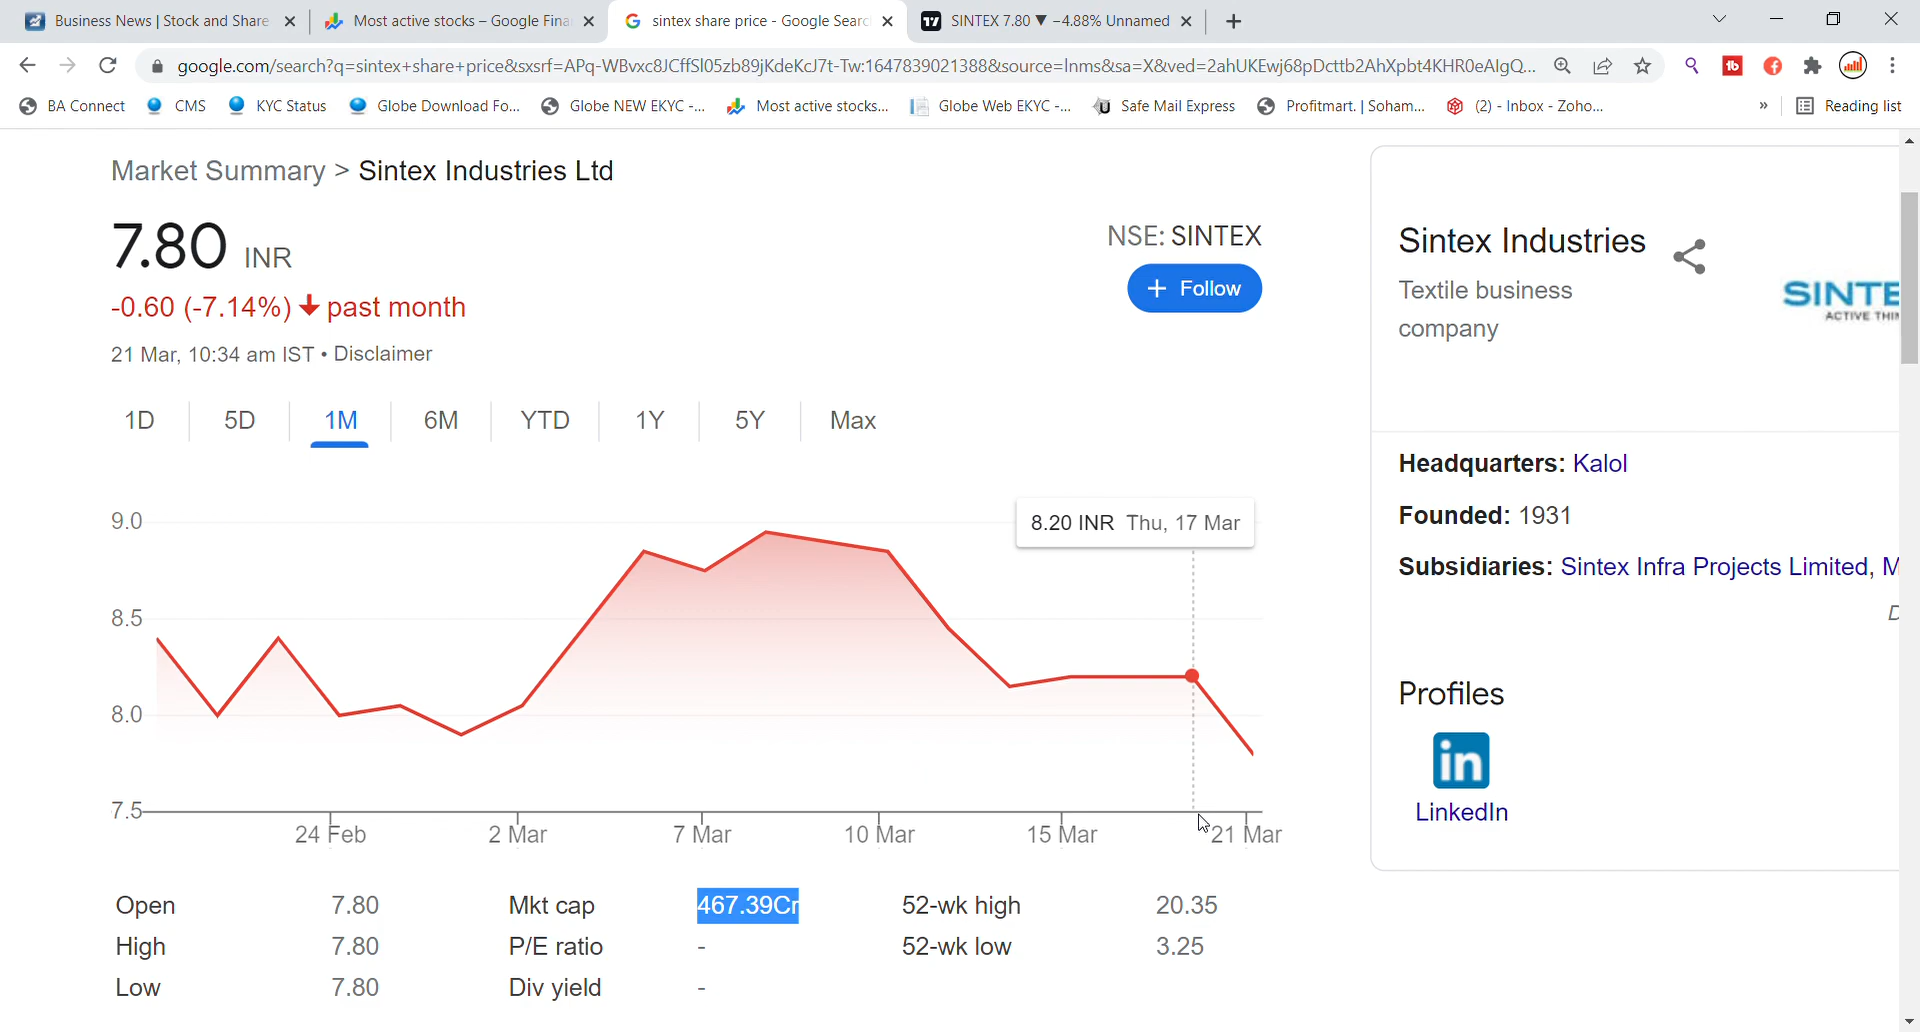 Business News | Stock and Share
Most active stocks – Google Fina
sintex share price - Google Searc
SINTEX 7.80 ▼ −4.88% Unnamed
google.com/search?q=sintex+share+price&sxsrf=APq-WBvxc8JCffSl05zb89jKdeKcJ7t-Tw:1647839021388&source=lnms&sa=X&ved=2ahUKEwj68pDcttb2AhXpbt4KHR0eAlgQ...
BA Connect
CMS
KYC Status
Globe Download Fo...
Globe NEW EKYC -...
Most active stocks...
Globe Web EKYC -...
Safe Mail Express
Profitmart. | Soham...
(2) - Inbox - Zoho...
»
Reading list
Market Summary > Sintex Industries Ltd
7.80 INR
-0.60 (-7.14%) past month
21 Mar, 10:34 am IST • Disclaimer
NSE: SINTEX
+ Follow
1D 5D 1M 6M YTD 1Y 5Y Max
8.20 INR Thu, 17 Mar
9.0
8.5
8.0
7.5
24 Feb 2 Mar 7 Mar 10 Mar 15 Mar 21 Mar
Open 7.80 Mkt cap 467.39Cr 52-wk high 20.35
High 7.80 P/E ratio - 52-wk low 3.25
Low 7.80 Div yield -
Sintex Industries
Textile business
company
SINTE
ACTIVE THIN
Headquarters: Kalol
Founded: 1931
Subsidiaries: Sintex Infra Projects Limited, M
D
Profiles
in
LinkedIn